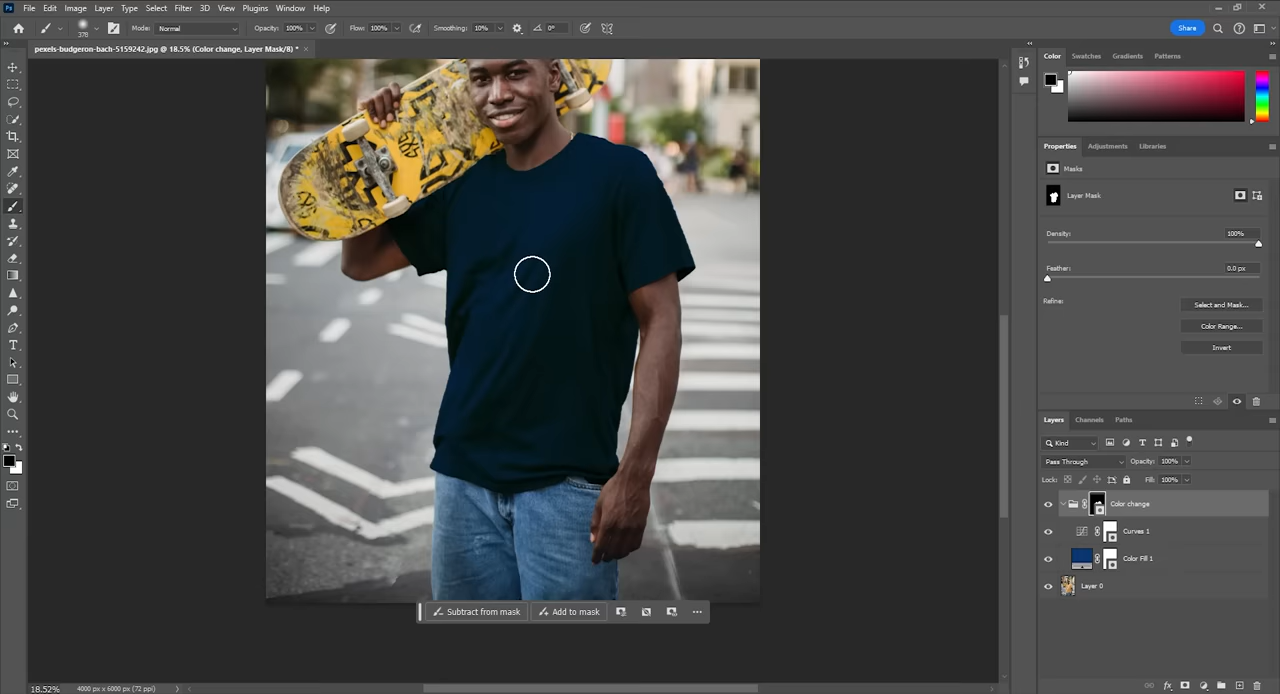 Ps File Edit Image Layer Type Select Filter 3D View Plugins Window Help
378 Mode: Normal Opacity: 100% Flow: 100% Smoothing: 10% 0° Share
pexels-budgeron-bach-5159242.jpg @ 18.5% (Color change, Layer Mask/8) * ×
Color Swatches Gradients Patterns
Properties Adjustments Libraries
Masks
Layer Mask
Density: 100%
Feather: 0.0 px
Refine: Select and Mask...
Color Range...
Invert
Layers Channels Paths
Kind
Pass Through Opacity: 100%
Lock: Fill: 100%
Color change
Curves 1
Color Fill 1
Layer 0
Subtract from mask Add to mask
18.52% 4000 px x 6000 px (72 ppi)